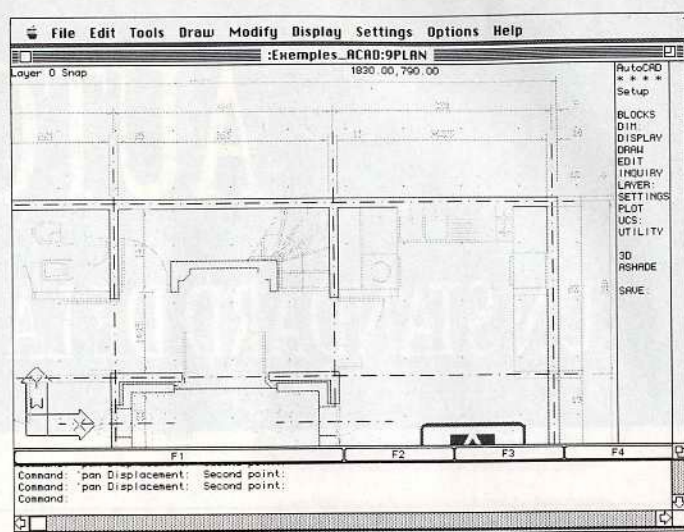 File Edit Tools Draw Modify Display Settings Options Help
:Exemples_ACAD:9PLAN
Layer 0 Snap
1830.00,790.00
AutoCAD
* * * *
Setup
BLOCKS
DIM:
DISPLAY
DRAW
EDIT
INQUIRY
LAYER:
SETTINGS
PLOT
UCS:
UTILITY
3D
ASHADE
SAVE:
Y
W
X
F1 F2 F3 F4
Command: 'pan Displacement: Second point:
Command: 'pan Displacement: Second point:
Command: